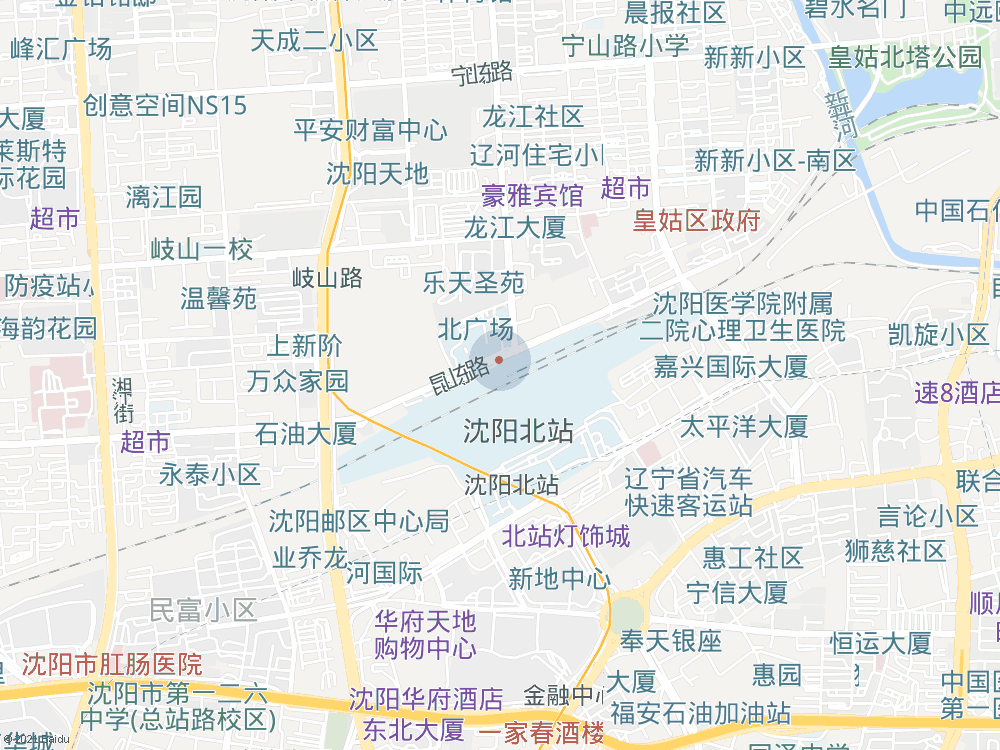 晨报社区
碧水名门
中远
峰汇广场
天成二小区
宁山路小学
新新小区
皇姑北塔公园
宁山东路
创意空间NS15
新开河
大厦
平安财富中心
龙江社区
莱斯特
际花园
沈阳天地
辽河住宅小
新新小区-南区
漓江园
豪雅宾馆
超市
超市
龙江大厦
皇姑区政府
中国石化
岐山一校
岐山路
乐天圣苑
防疫站
温馨苑
沈阳医学院附属
二院心理卫生医院
海韵花园
北广场
凯旋小区
上新阶
昆山东路
嘉兴国际大厦
万众家园
湘江街
速8酒店
石油大厦
沈阳北站
太平洋大厦
超市
永泰小区
沈阳北站
辽宁省汽车
快速客运站
联合
沈阳邮区中心局
北站灯饰城
言论小区
业乔龙
河国际
惠工社区
狮慈社区
新地中心
宁信大厦
民富小区
华府天地
购物中心
奉天银座
恒运大厦
沈阳市肛肠医院
惠园
沈阳市第一二六
中学(总站路校区)
沈阳华府酒店
金融中心
大厦
中国医
第一
东北大厦
一家春酒楼
福安石油加油站
© 2021 Baidu